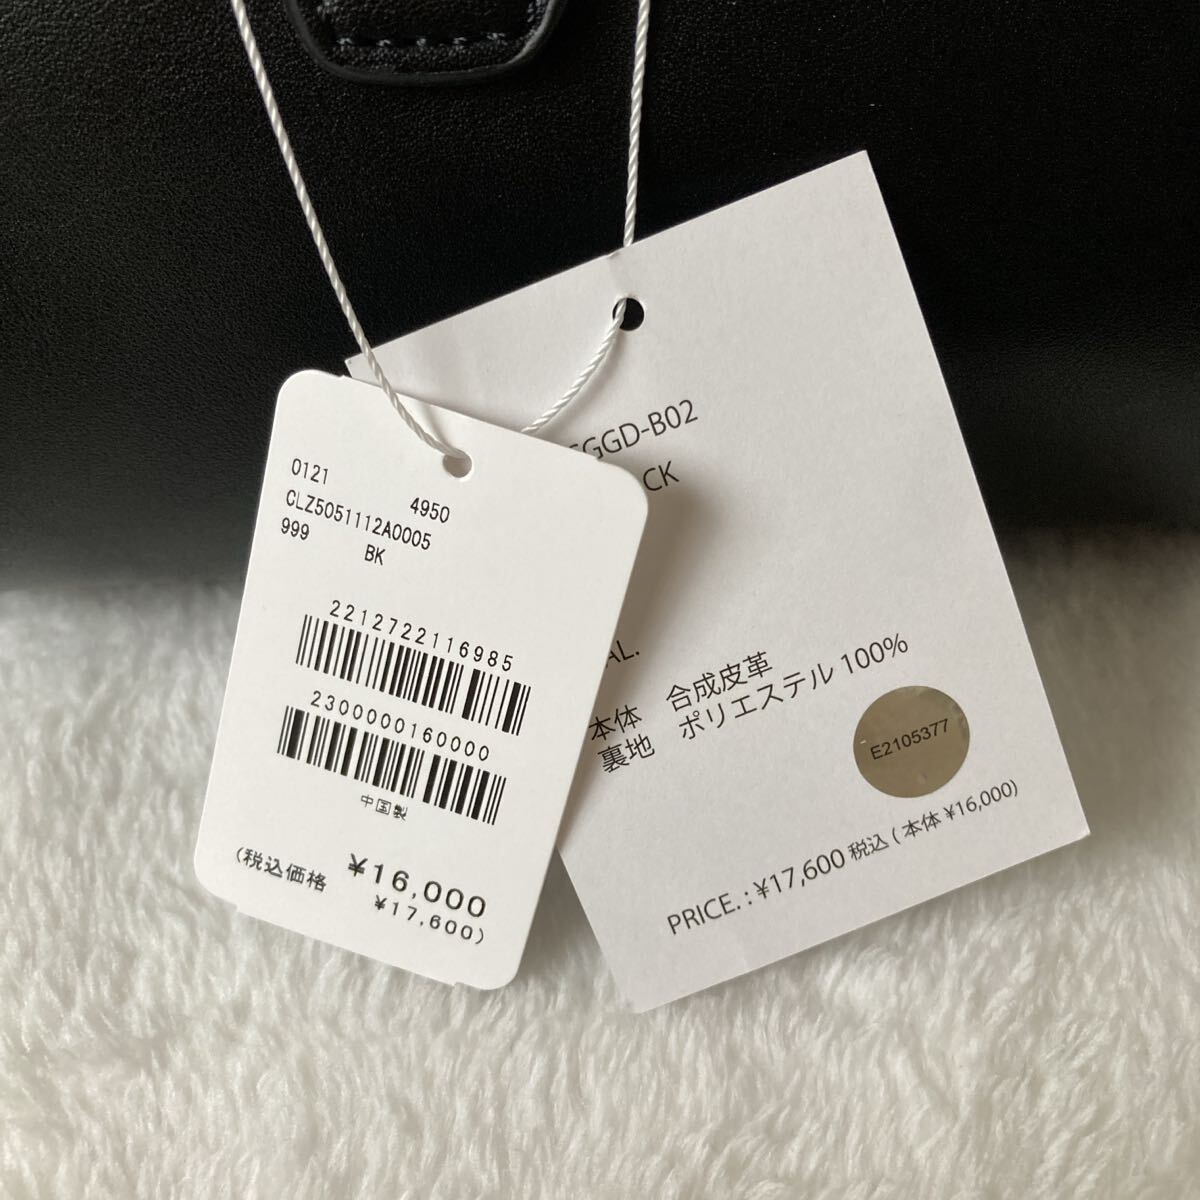 0121 4950
CLZ5051112A0005
999 BK
2212722116985
2300000160000
中国製
¥16,000
(税込価格 ¥17,600)
GGD-B02
CK
AL.
本体 合成皮革
裏地 ポリエステル 100%
E2105377
PRICE. : ¥17,600 税込 ( 本体 ¥16,000)